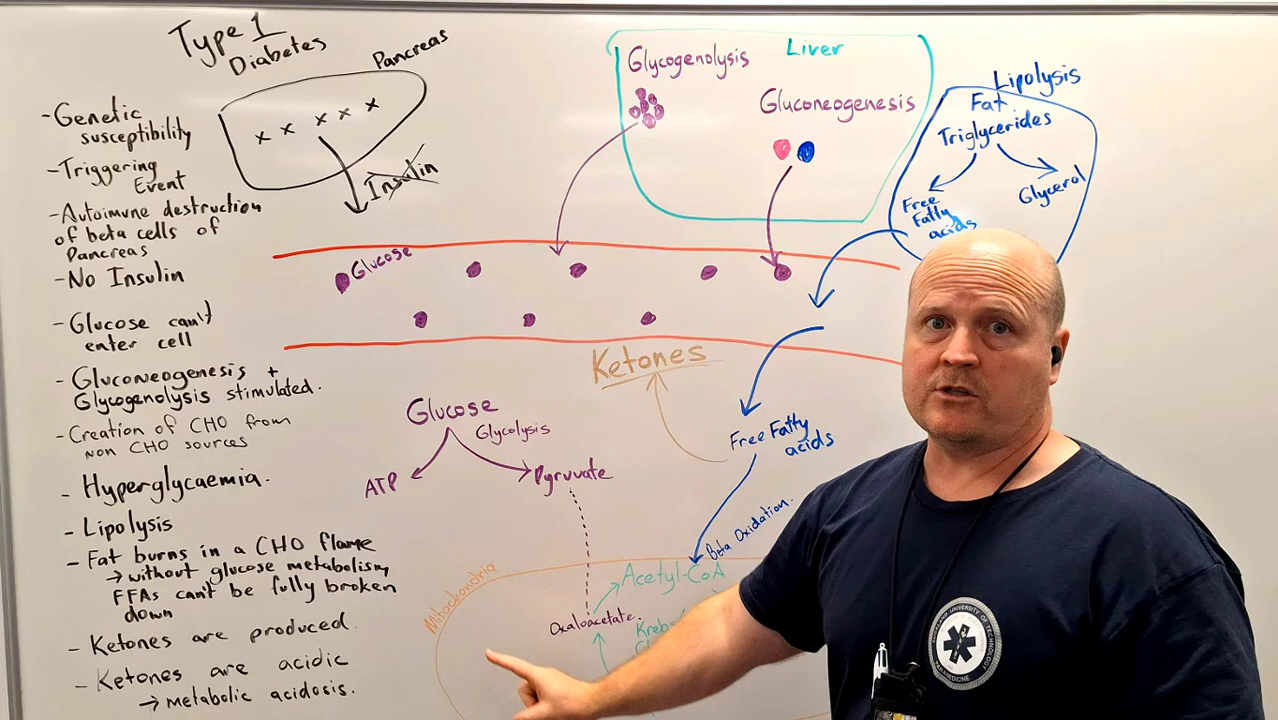 Type 1
Diabetes
Pancreas
Insulin
- Genetic
susceptibility
- Triggering
Event
- Autoimune destruction
of beta cells of
Pancreas
- No Insulin
- Glucose can't
enter cell
- Gluconeogenesis +
Glycogenolysis stimulated.
- Creation of CHO from
non CHO sources
- Hyperglycaemia.
- Lipolysis
- Fat burns in a CHO flame
→ without glucose metabolism,
FFAs can't be fully broken
down
- Ketones are produced.
- Ketones are acidic
→ metabolic acidosis.
Liver
Glycogenolysis
Gluconeogenesis
Lipolysis
Fat
Triglycerides
Free
Fatty
acids
Glycerol
Glucose
Ketones
Glucose
Glycolysis
ATP
Pyruvate
Free Fatty
acids
Beta Oxidation.
Mitochondria
Acetyl-CoA
Oxaloacetate.
Krebs
UNIVERSITY OF TECHNOLOGY
PARAMEDICINE